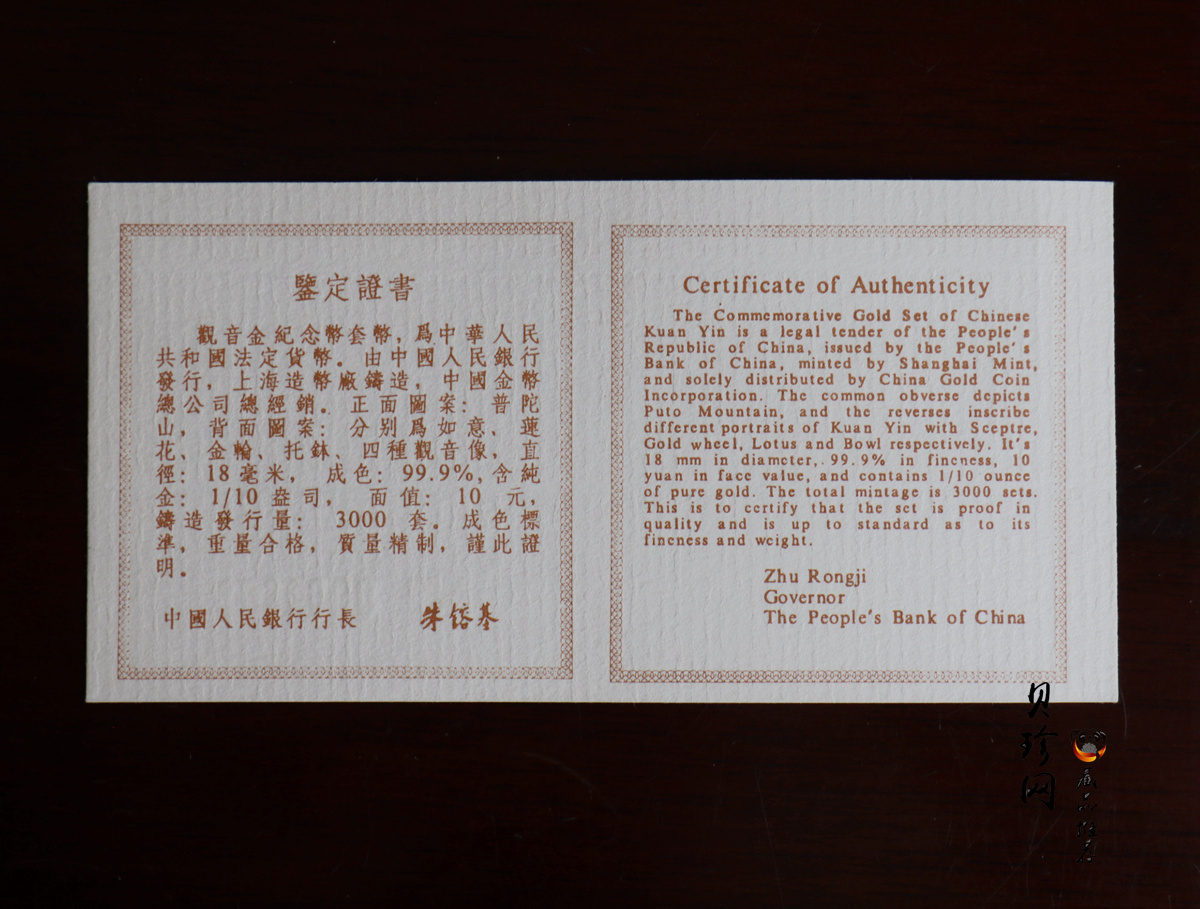 鑒定證書
觀音金紀念幣套幣，爲中華人民
共和國法定貨幣。由中國人民銀行
發行，上海造幣廠鑄造，中國金幣
總公司總經銷。正面圖案：普陀
山，背面圖案：分别爲如意、蓮
花、金輪、托鉢、四種觀音像，直
徑：18毫米，成色：99.9%，含純
金：1/10盎司，面值：10元，
鑄造發行量：3000套。成色標
準，重量合格，質量精制，謹此證
明。
中國人民銀行行長 朱鎔基
Certificate of Authenticity
The Commemorative Gold Set of Chinese
Kuan Yin is a legal tender of the People's
Republic of China, issued by the People's
Bank of China, minted by Shanghai Mint,
and solely distributed by China Gold Coin
Incorporation. The common obverse depicts
Puto Mountain, and the reverses inscribe
different portraits of Kuan Yin with Sceptre,
Gold wheel, Lotus and Bowl respectively. It's
18 mm in diameter, 99.9% in fineness, 10
yuan in face value, and contains 1/10 ounce
of pure gold. The total mintage is 3000 sets.
This is to certify that the set is proof in
quality and is up to standard as to its
fineness and weight.
Zhu Rongji
Governor
The People's Bank of China
贝珍网